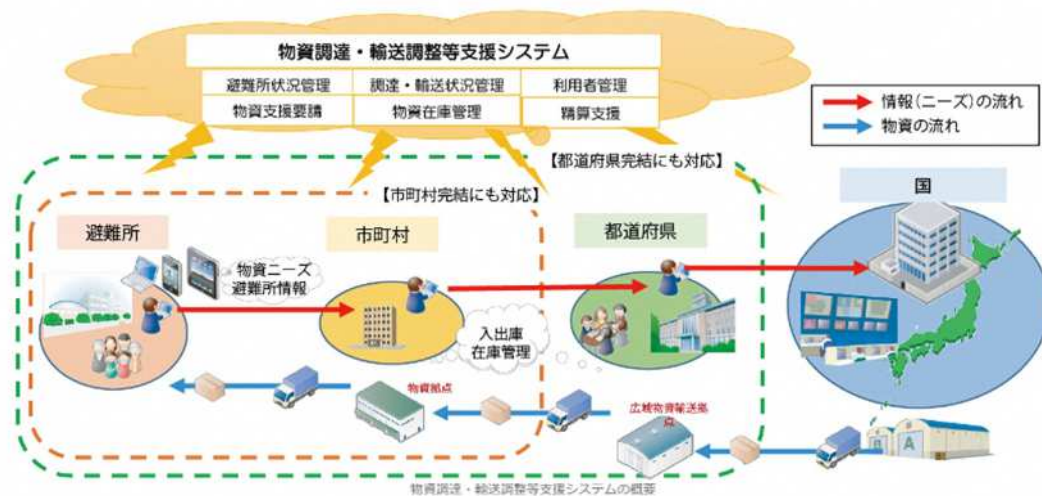 物資調達・輸送調整等支援システム
避難所状況管理
調達・輸送状況管理
利用者管理
物資支援要請
物資在庫管理
精算支援
情報(ニーズ)の流れ
物資の流れ
【都道府県完結にも対応】
【市町村完結にも対応】
国
避難所
市町村
都道府県
物資ニーズ
避難所情報
入出庫
在庫管理
物資拠点
広域物資輸送拠
点
A
物資調達・輸送調整等支援システムの概要